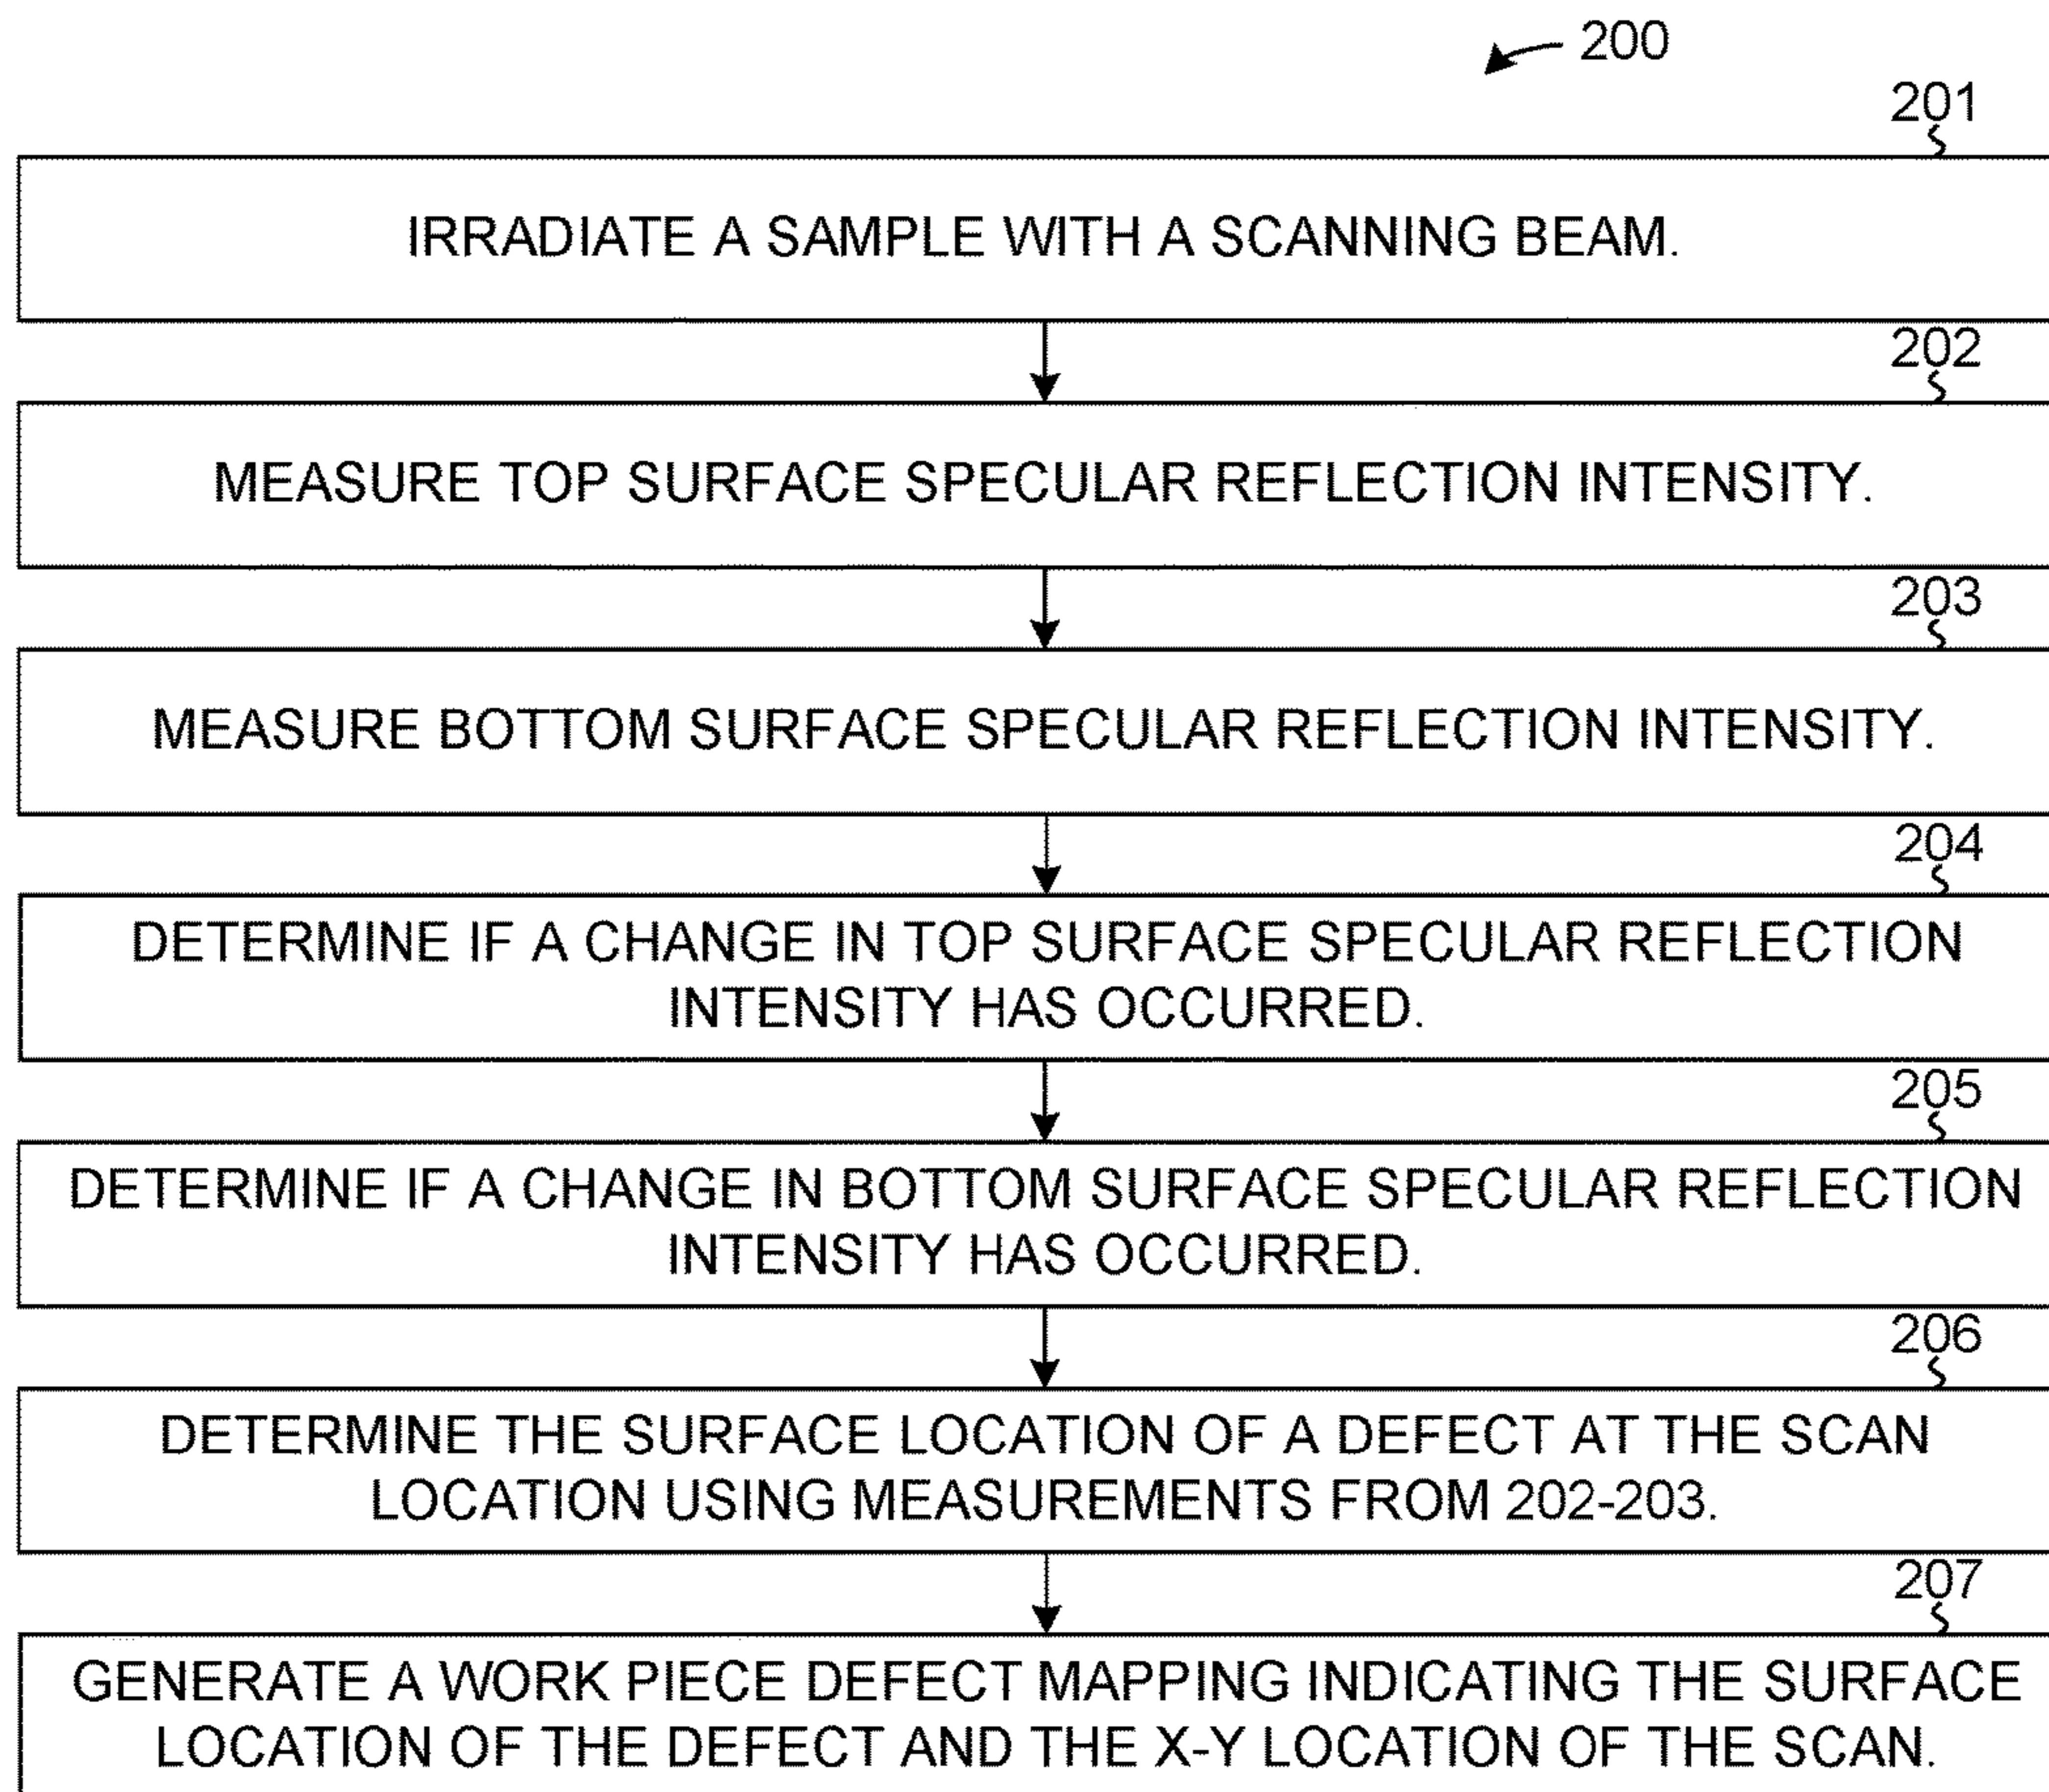 200
201
IRRADIATE A SAMPLE WITH A SCANNING BEAM.
202
MEASURE TOP SURFACE SPECULAR REFLECTION INTENSITY.
203
MEASURE BOTTOM SURFACE SPECULAR REFLECTION INTENSITY.
204
DETERMINE IF A CHANGE IN TOP SURFACE SPECULAR REFLECTION
INTENSITY HAS OCCURRED.
205
DETERMINE IF A CHANGE IN BOTTOM SURFACE SPECULAR REFLECTION
INTENSITY HAS OCCURRED.
206
DETERMINE THE SURFACE LOCATION OF A DEFECT AT THE SCAN
LOCATION USING MEASUREMENTS FROM 202-203.
207
GENERATE A WORK PIECE DEFECT MAPPING INDICATING THE SURFACE
LOCATION OF THE DEFECT AND THE X-Y LOCATION OF THE SCAN.